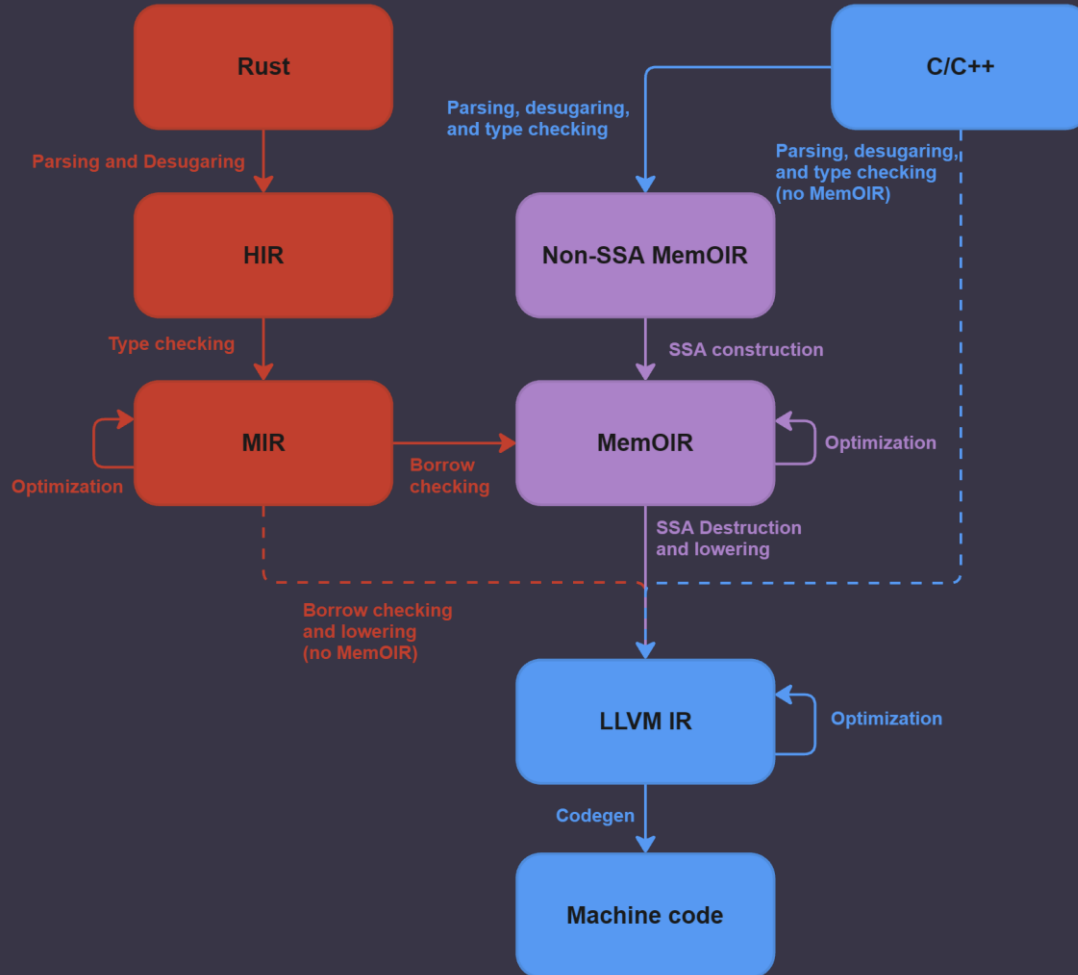 Rust
C/C++
Parsing, desugaring,
and type checking
Parsing and Desugaring
Parsing, desugaring,
and type checking
(no MemOIR)
HIR
Non-SSA MemOIR
Type checking
SSA construction
MIR
MemOIR
Optimization
Optimization
Borrow
checking
SSA Destruction
and lowering
Borrow checking
and lowering
(no MemOIR)
LLVM IR
Optimization
Codegen
Machine code